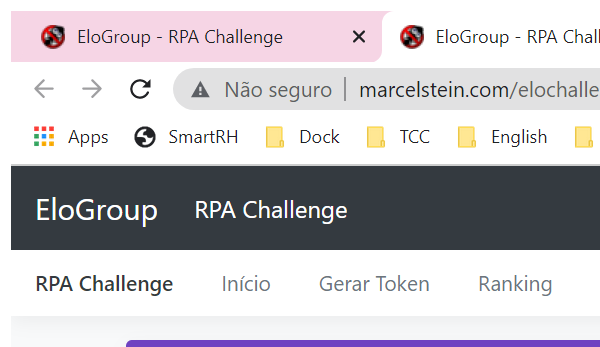 EloGroup - RPA Challenge EloGroup - RPA Chall
Não seguro marcelstein.com/elochalle
Apps SmartRH Dock TCC English
EloGroup RPA Challenge
RPA Challenge Início Gerar Token Ranking